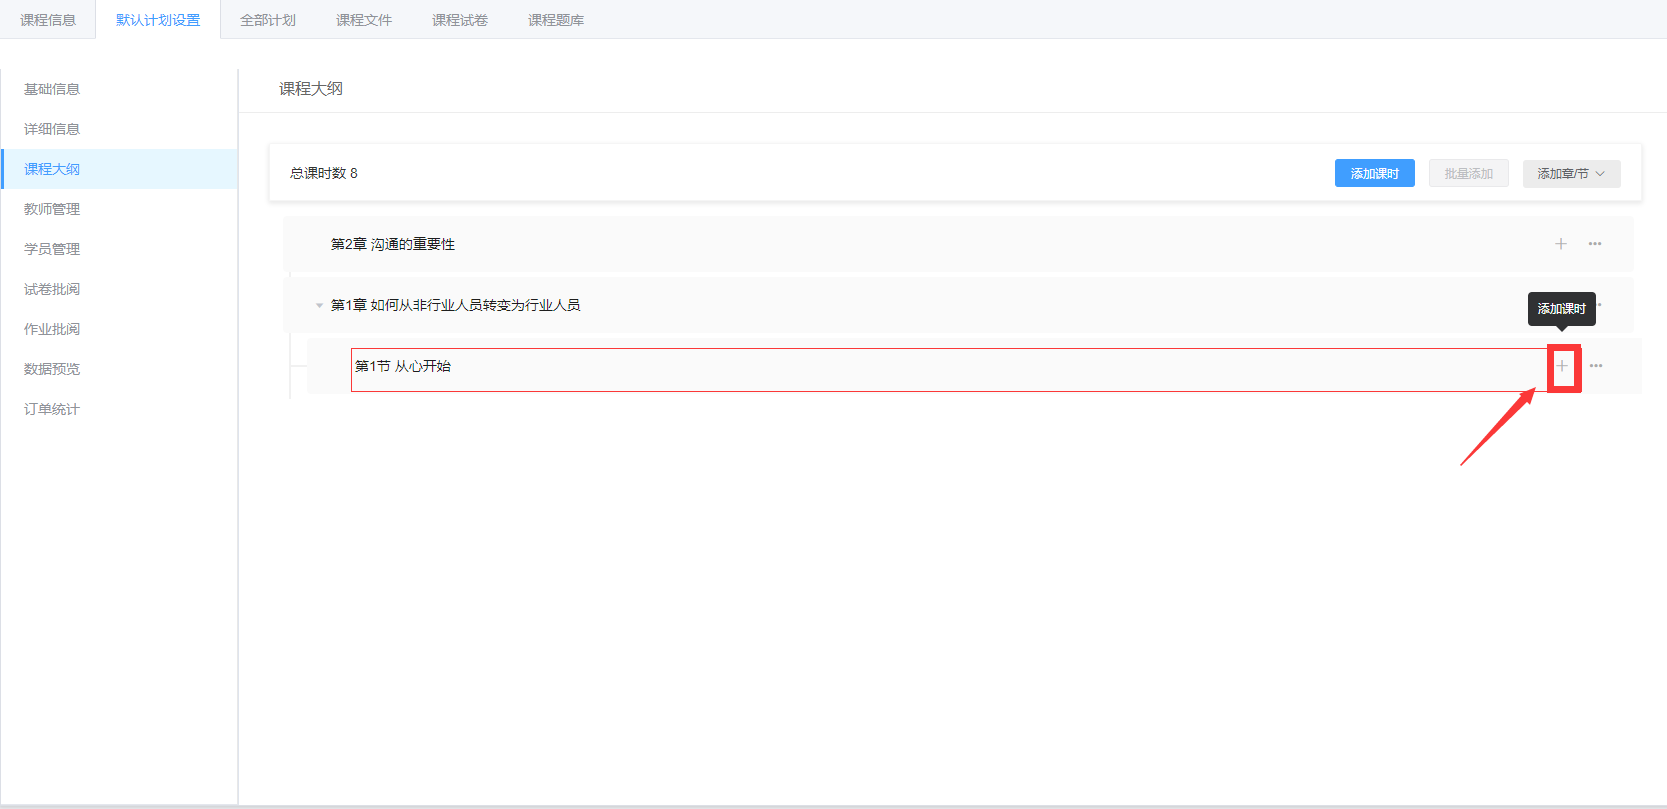 课程信息 默认计划设置 全部计划 课程文件 课程试卷 课程题库
基础信息
详细信息
课程大纲
教师管理
学员管理
试卷批阅
作业批阅
数据预览
订单统计
课程大纲
总课时数 8 添加课时 批量添加 添加章/节
第2章 沟通的重要性
第1章 如何从非行业人员转变为行业人员
添加课时
第1节 从心开始